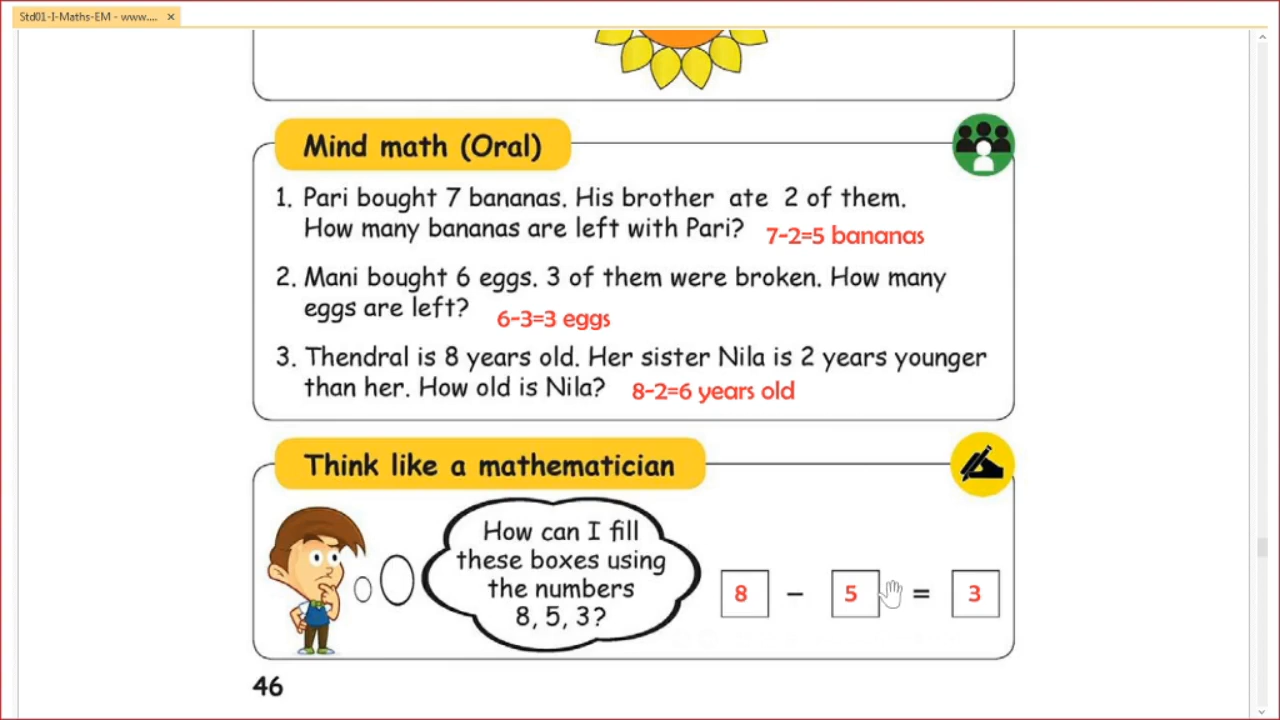 Std01-I-Maths-EM - www....
Mind math (Oral)
1. Pari bought 7 bananas. His brother ate 2 of them.
How many bananas are left with Pari? 7-2=5 bananas
2. Mani bought 6 eggs. 3 of them were broken. How many
eggs are left? 6-3=3 eggs
3. Thendral is 8 years old. Her sister Nila is 2 years younger
than her. How old is Nila? 8-2=6 years old
Think like a mathematician
How can I fill
these boxes using
the numbers
8, 5, 3?
8 – 5 = 3
46